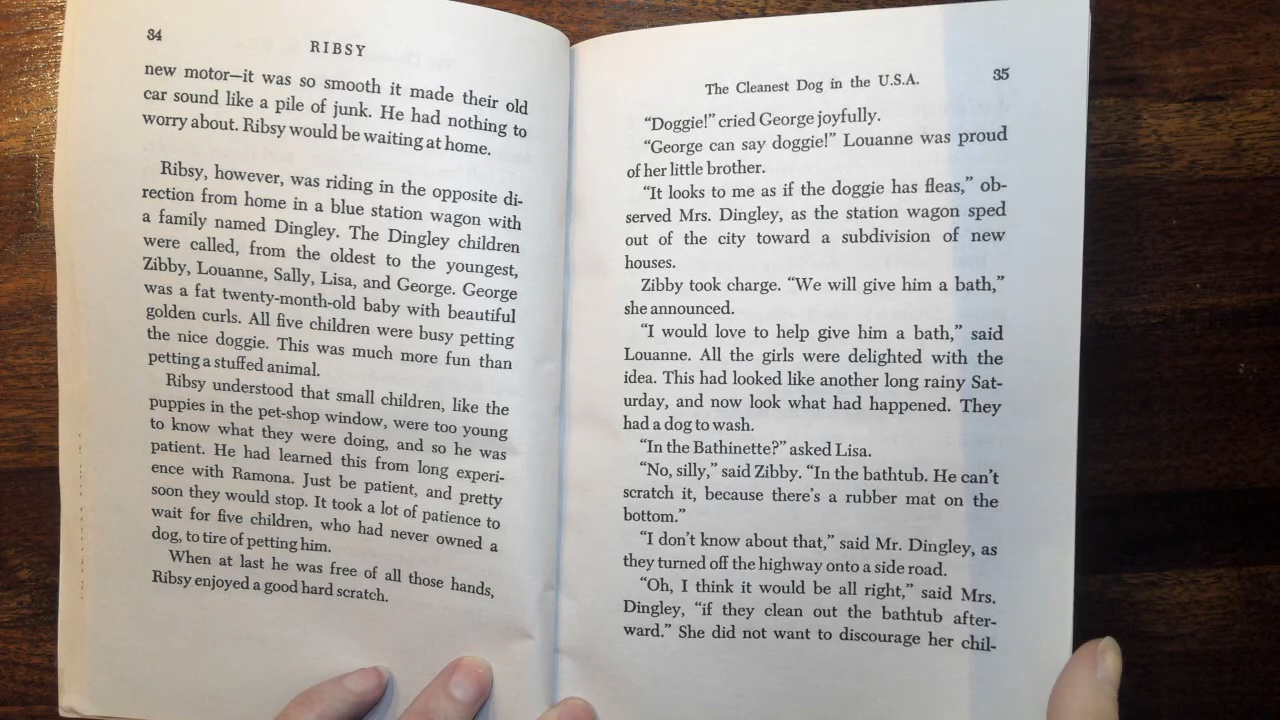 34
RIBSY
new motor—it was so smooth it made their old
car sound like a pile of junk. He had nothing to
worry about. Ribsy would be waiting at home.
Ribsy, however, was riding in the opposite di-
rection from home in a blue station wagon with
a family named Dingley. The Dingley children
were called, from the oldest to the youngest,
Zibby, Louanne, Sally, Lisa, and George. George
was a fat twenty-month-old baby with beautiful
golden curls. All five children were busy petting
the nice doggie. This was much more fun than
petting a stuffed animal.
Ribsy understood that small children, like the
puppies in the pet-shop window, were too young
to know what they were doing, and so he was
patient. He had learned this from long experi-
ence with Ramona. Just be patient, and pretty
soon they would stop. It took a lot of patience to
wait for five children, who had never owned a
dog, to tire of petting him.
When at last he was free of all those hands,
Ribsy enjoyed a good hard scratch.
The Cleanest Dog in the U.S.A.
35
“Doggie!” cried George joyfully.
“George can say doggie!” Louanne was proud
of her little brother.
“It looks to me as if the doggie has fleas,” ob-
served Mrs. Dingley, as the station wagon sped
out of the city toward a subdivision of new
houses.
Zibby took charge. “We will give him a bath,”
she announced.
“I would love to help give him a bath,” said
Louanne. All the girls were delighted with the
idea. This had looked like another long rainy Sat-
urday, and now look what had happened. They
had a dog to wash.
“In the Bathinette?” asked Lisa.
“No, silly,” said Zibby. “In the bathtub. He can’t
scratch it, because there’s a rubber mat on the
bottom.”
“I don’t know about that,” said Mr. Dingley, as
they turned off the highway onto a side road.
“Oh, I think it would be all right,” said Mrs.
Dingley, “if they clean out the bathtub after-
ward.” She did not want to discourage her chil-